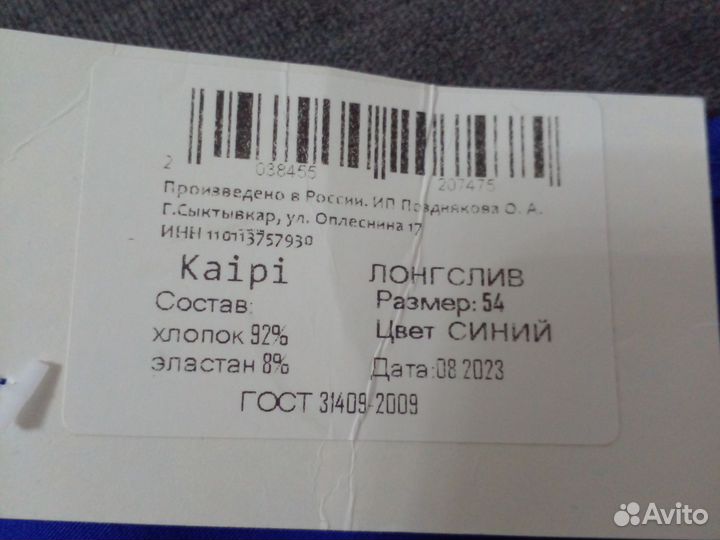 2 038455 207475
Произведено в России. ИП Позднякова О. А.
Г.Сыктывкар, ул. Оплеснина 17
ИНН 110113757930
Kaipi ЛОНГСЛИВ
Состав: Размер: 54
хлопок 92% Цвет СИНИЙ
эластан 8% Дата:08 2023
ГОСТ 31409-2009
Avito